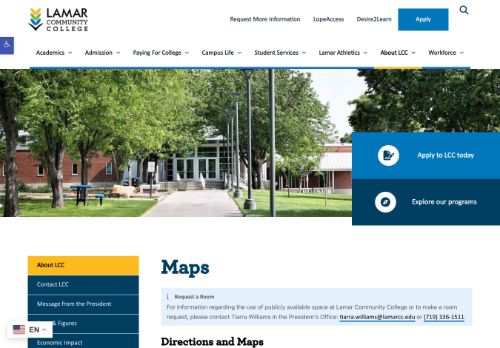 LAMAR
COMMUNITY
COLLEGE
Request More Information
LopeAccess
Desire2Learn
Apply
Academics
Admission
Paying For College
Campus Life
Student Services
Lamar Athletics
About LCC
Workforce
Apply to LCC today
Explore our programs
About LCC
Contact LCC
Message from the President
& Figures
Economic Impact
EN
Maps
Request a Room
For information regarding the use of publicly available space at Lamar Community College or to make a room
request, please contact Tiarra Williams in the President's Office: tiarra.williams@lamarcc.edu or (719) 336-1511.
Directions and Maps